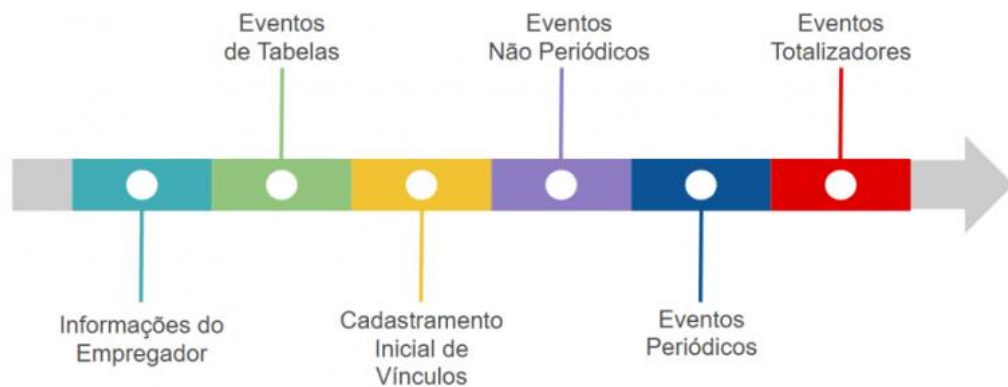 Eventos
de Tabelas
Eventos
Não Periódicos
Eventos
Totalizadores
Informações do
Empregador
Cadastramento
Inicial de
Vínculos
Eventos
Periódicos